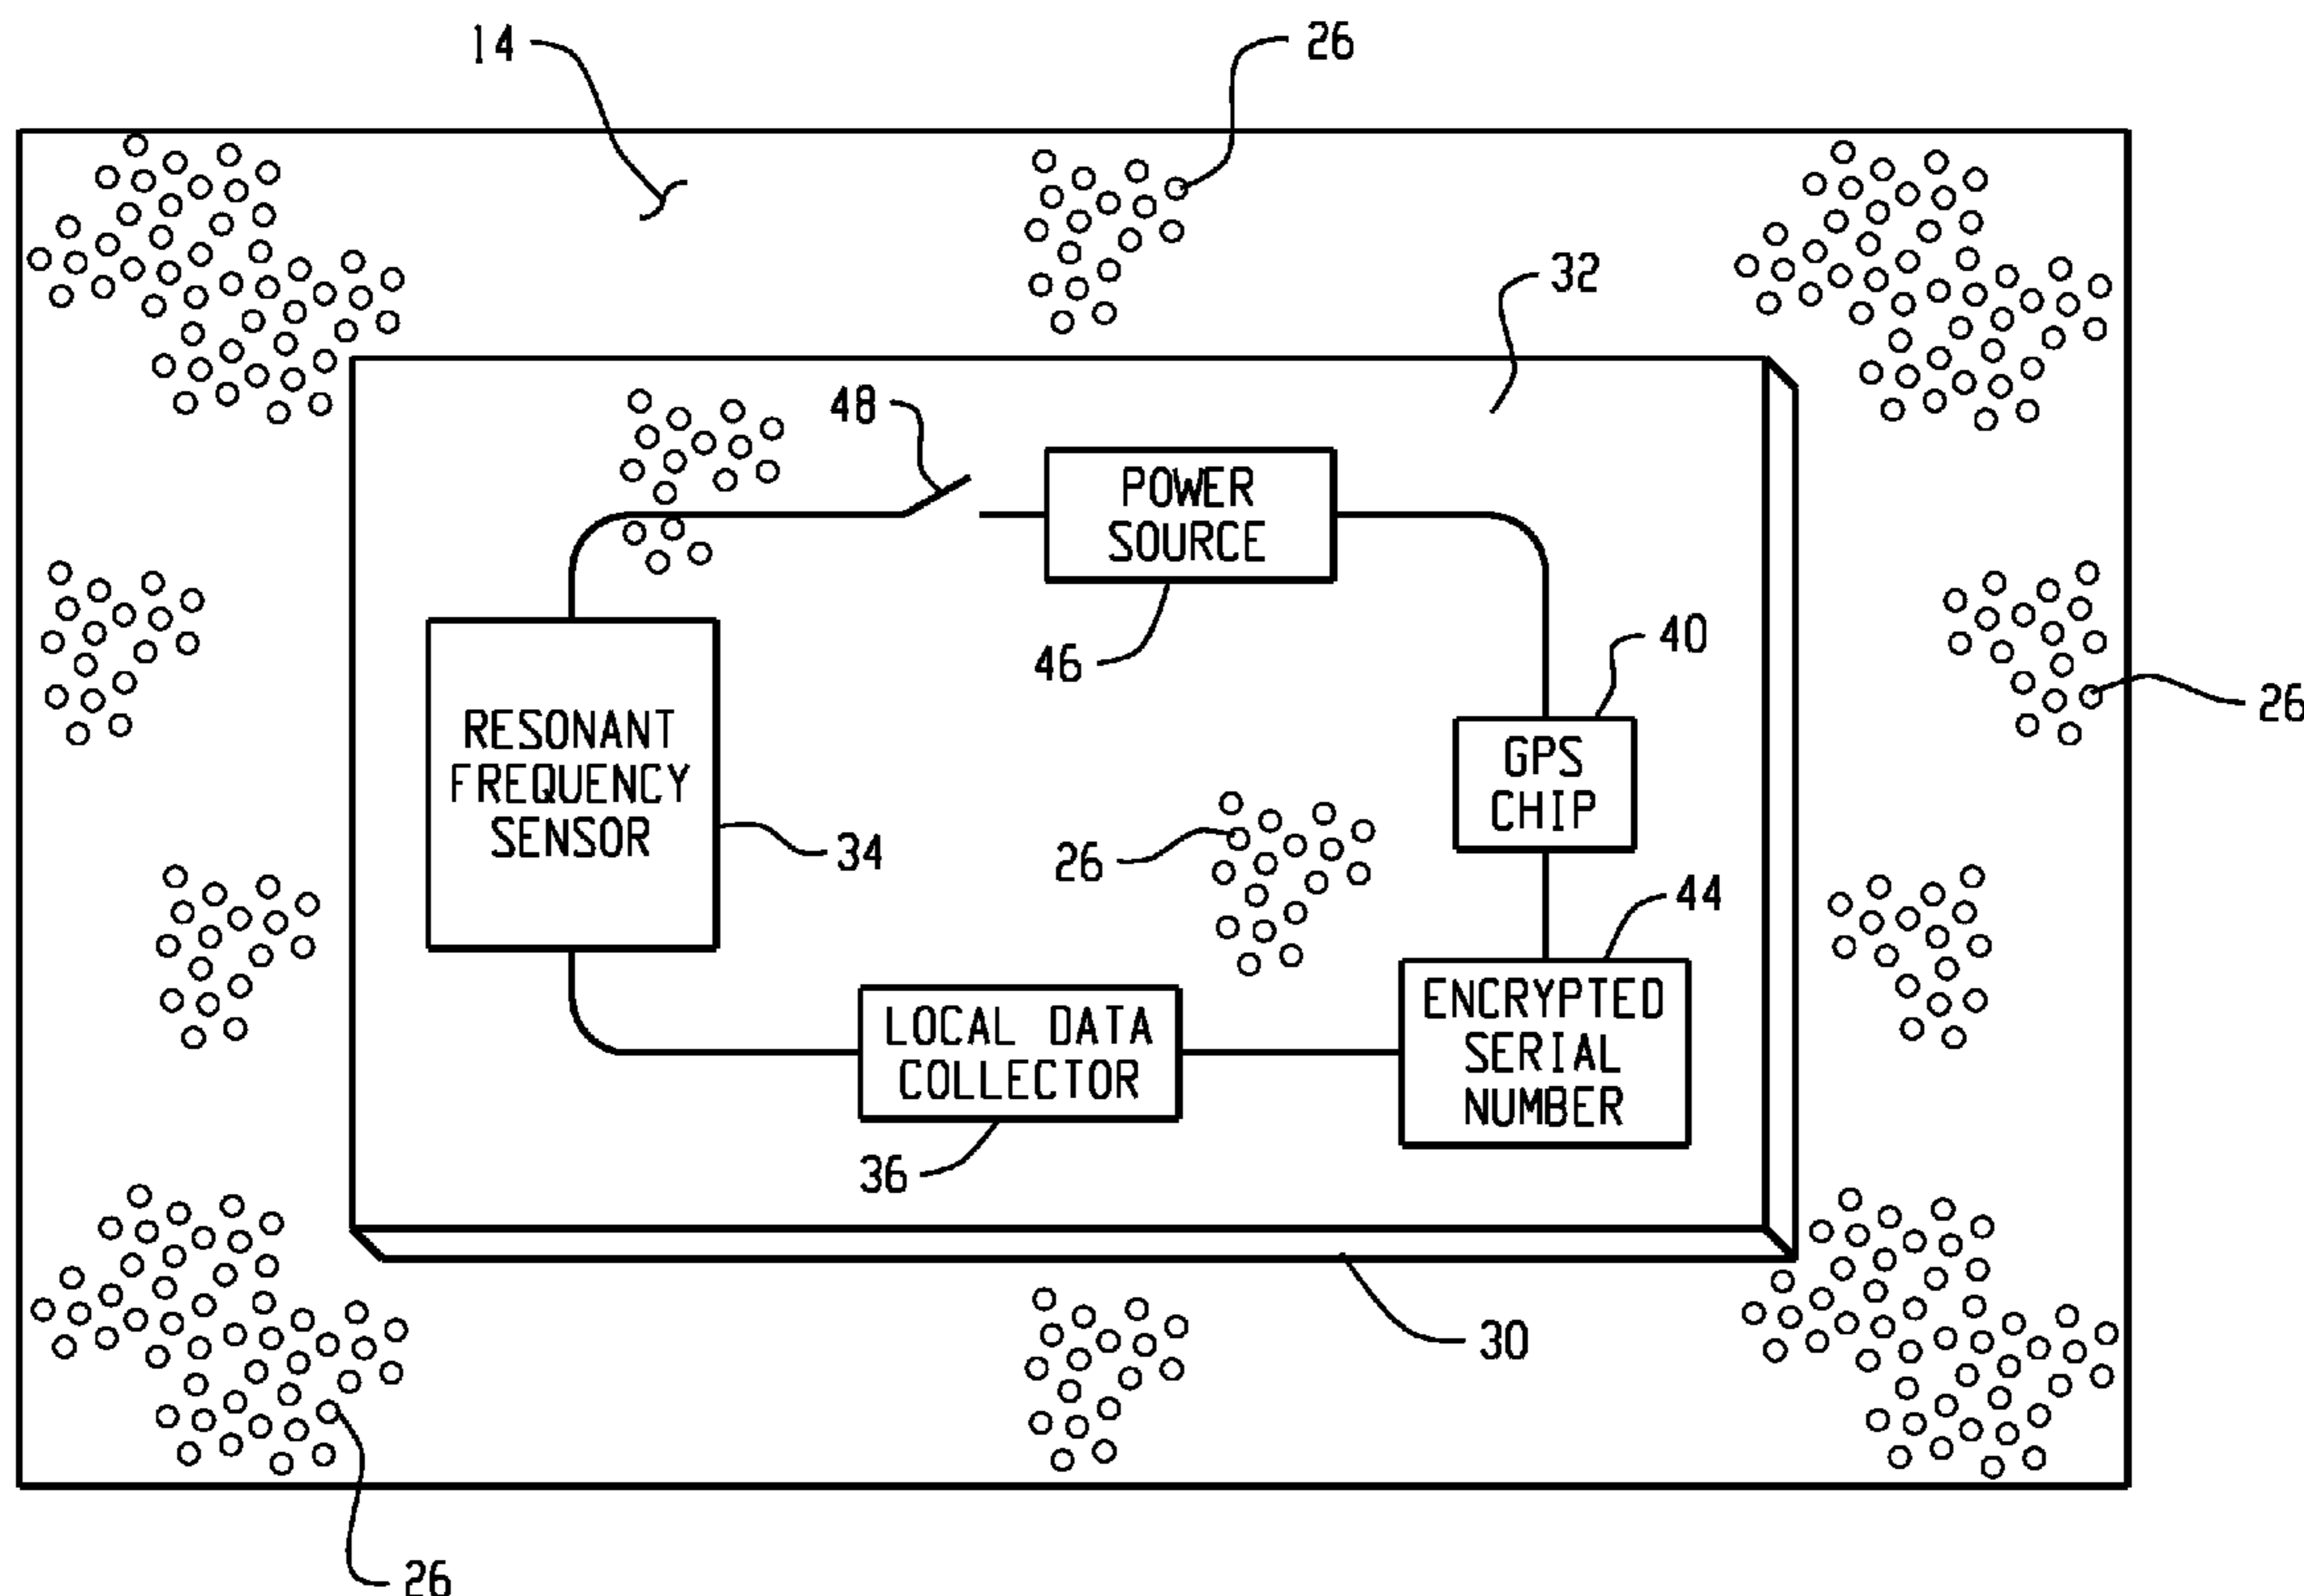 14
26
32
48
POWER
SOURCE
46
40
RESONANT
FREQUENCY
SENSOR
34
GPS
CHIP
26
26
44
LOCAL DATA
COLLECTOR
36
ENCRYPTED
SERIAL
NUMBER
30
26